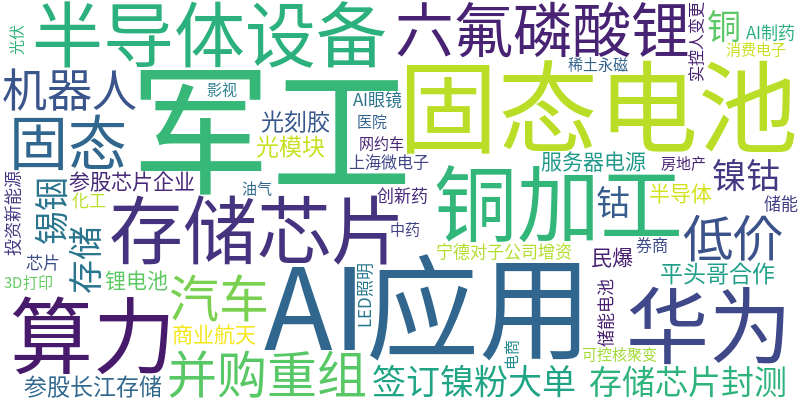 光伏
半导体设备
六氟磷酸锂
实控人变更
铜
AI制药
消费电子
机器人
军工
影视
AI眼镜
固态电池
稀土永磁
固态
光刻胶
医院
光模块
网约车
上海微电子
服务器电源
房地产
投资新能源
参股芯片企业
油气
创新药
铜加工
钴
半导体
镍钴
储能
化工
锡铟
存储
存储芯片
中药
宁德对子公司增资
券商
低价
芯片
3D打印
锂电池
汽车
AI应用
LED照明
民爆
平头哥合作
算力
商业航天
储能电池
华为
电商
可控核聚变
参股长江存储
并购重组
签订镍粉大单
存储芯片封测